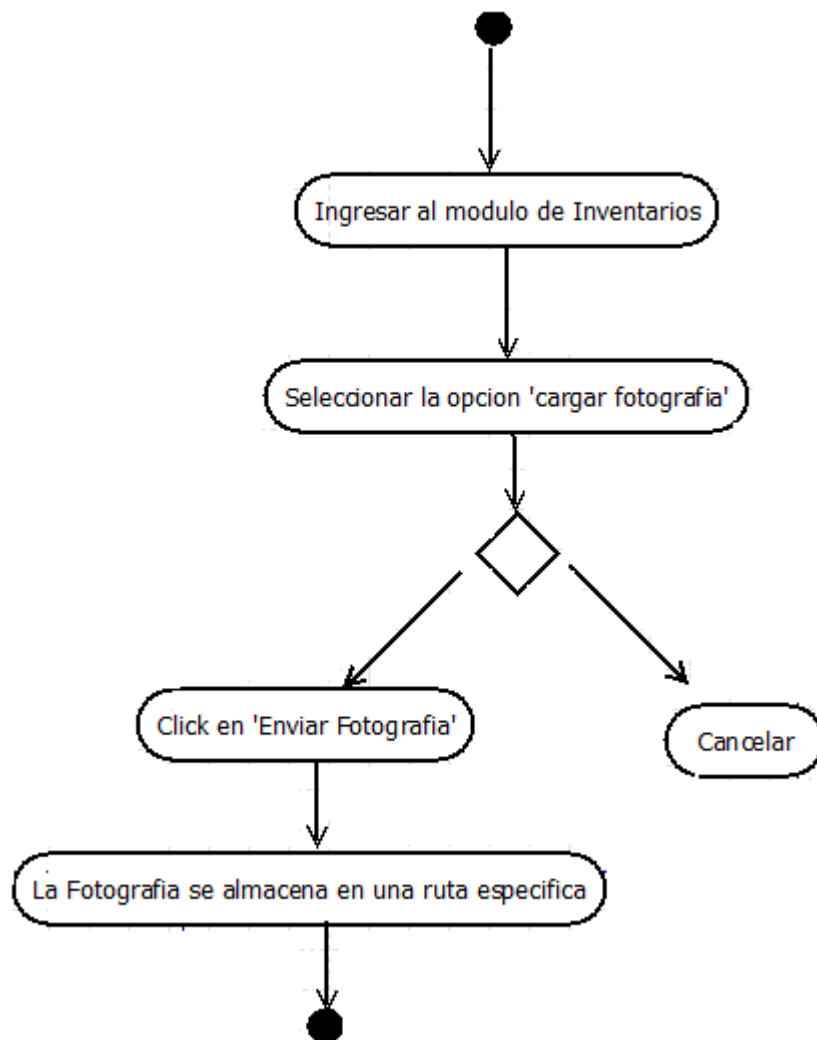 Ingresar al modulo de Inventarios
Seleccionar la opcion 'cargar fotografia'
Click en 'Enviar Fotografia'
Cancelar
La Fotografia se almacena en una ruta especifica